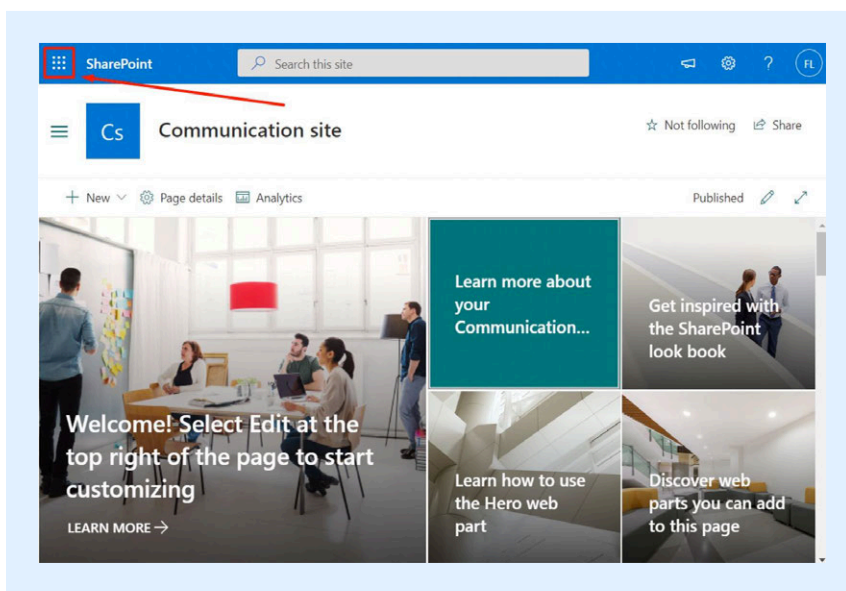 SharePoint
Search this site
?
FL
Cs
Communication site
Not following
Share
+ New
Page details
Analytics
Published
Welcome! Select Edit at the
top right of the page to start
customizing
LEARN MORE →
Learn more about
your
Communication...
Get inspired with
the SharePoint
look book
Learn how to use
the Hero web
part
Discover web
parts you can add
to this page